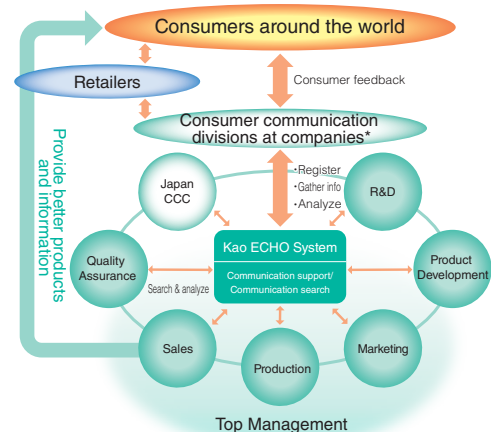 Consumers around the world
Retailers
Consumer feedback
Consumer communication
divisions at companies*
Provide better products
and information
・Register
・Gather info
・Analyze
Japan
CCC
R&D
Kao ECHO System
Communication support/
Communication search
Quality
Assurance
Search & analyze
Product
Development
Sales
Production
Marketing
Top Management